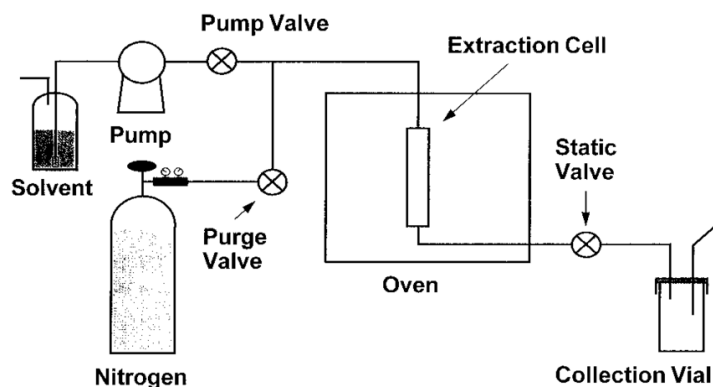 Pump Valve
Extraction Cell
Pump
Solvent
Static
Valve
Purge
Valve
Oven
Nitrogen
Collection Vial